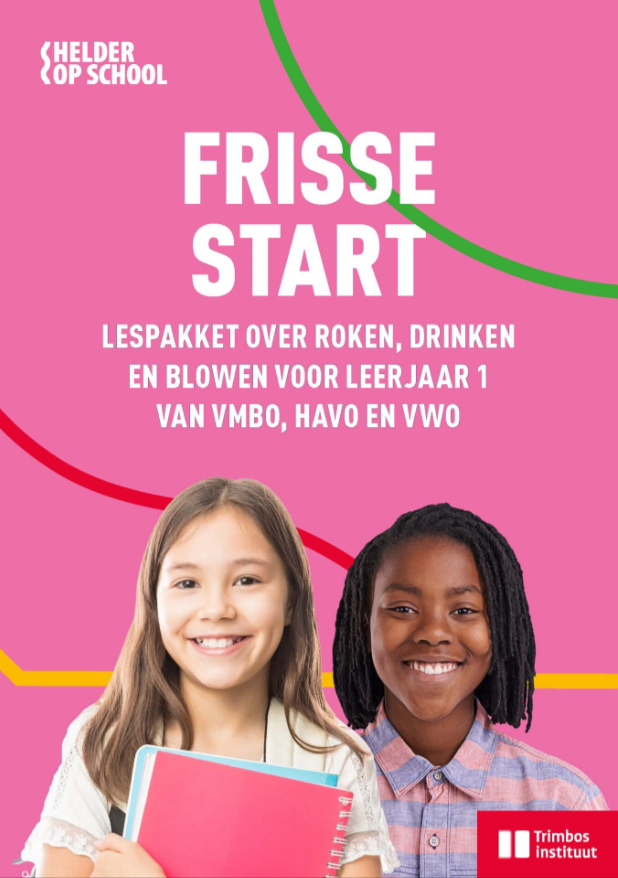 HELDER
OP SCHOOL
FRISSE
START
LESPAKKET OVER ROKEN, DRINKEN
EN BLOWEN VOOR LEERJAAR 1
VAN VMBO, HAVO EN VWO
Trimbos
instituut